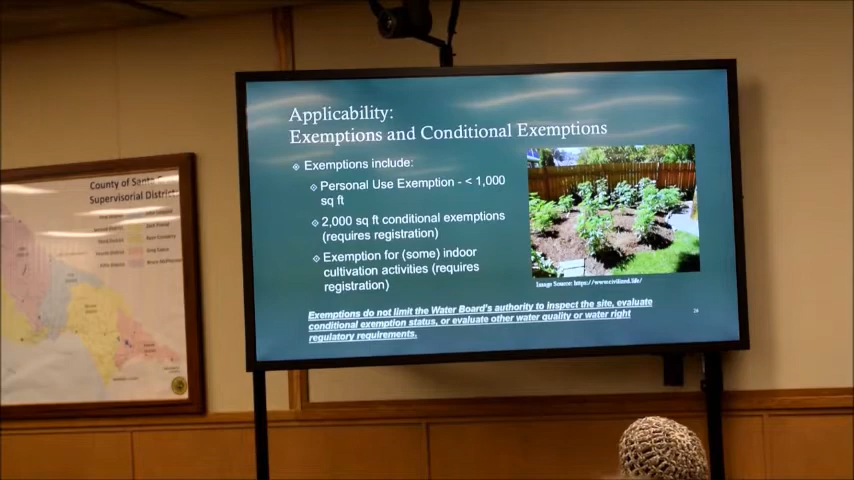 Applicability:
Exemptions and Conditional Exemptions
Exemptions include:
Personal Use Exemption - < 1,000
sq ft
2,000 sq ft conditional exemptions
(requires registration)
Exemption for (some) indoor
cultivation activities (requires
registration)
Image Source: https://www.civilized.life/
Exemptions do not limit the Water Board's authority to inspect the site, evaluate
conditional exemption status, or evaluate other water quality or water right
regulatory requirements.
County of Santa
Supervisorial Districts